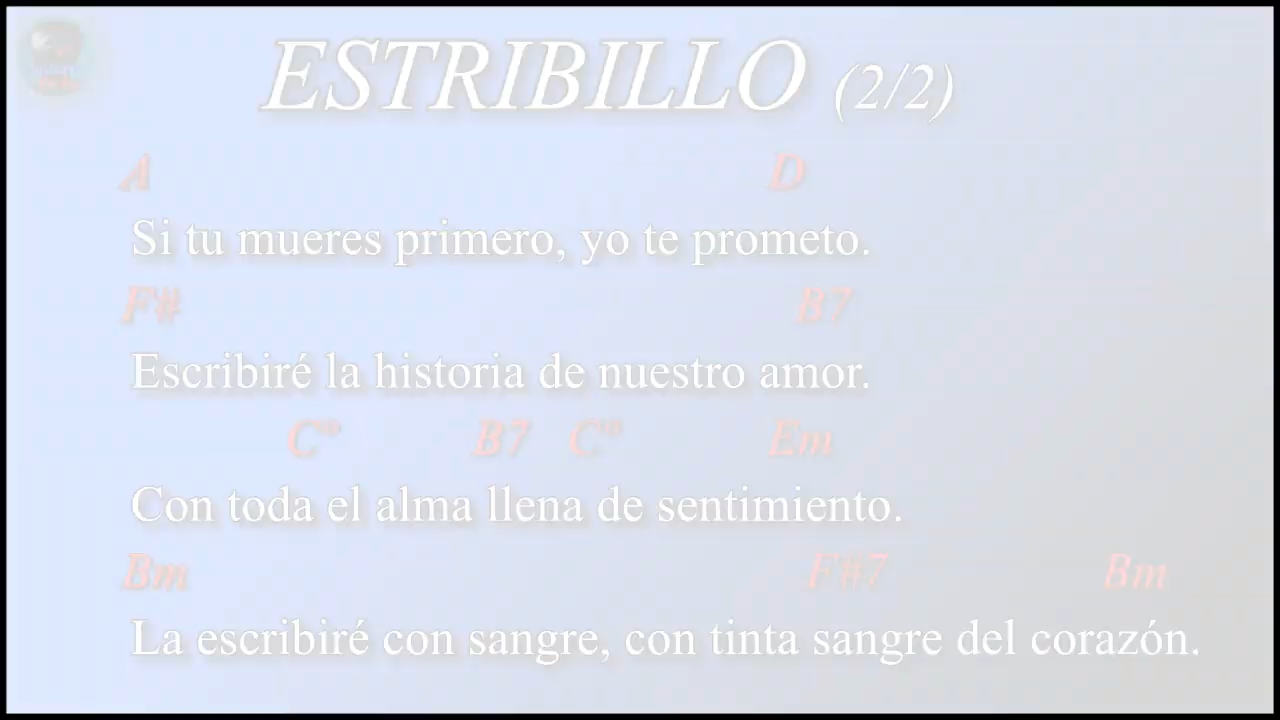 ESTRIBILLO (2/2)
A D
Si tu mueres primero, yo te prometo.
F# B7
Escribiré la historia de nuestro amor.
C° B7 C° Em
Con toda el alma llena de sentimiento.
Bm F#7 Bm
La escribiré con sangre, con tinta sangre del corazón.